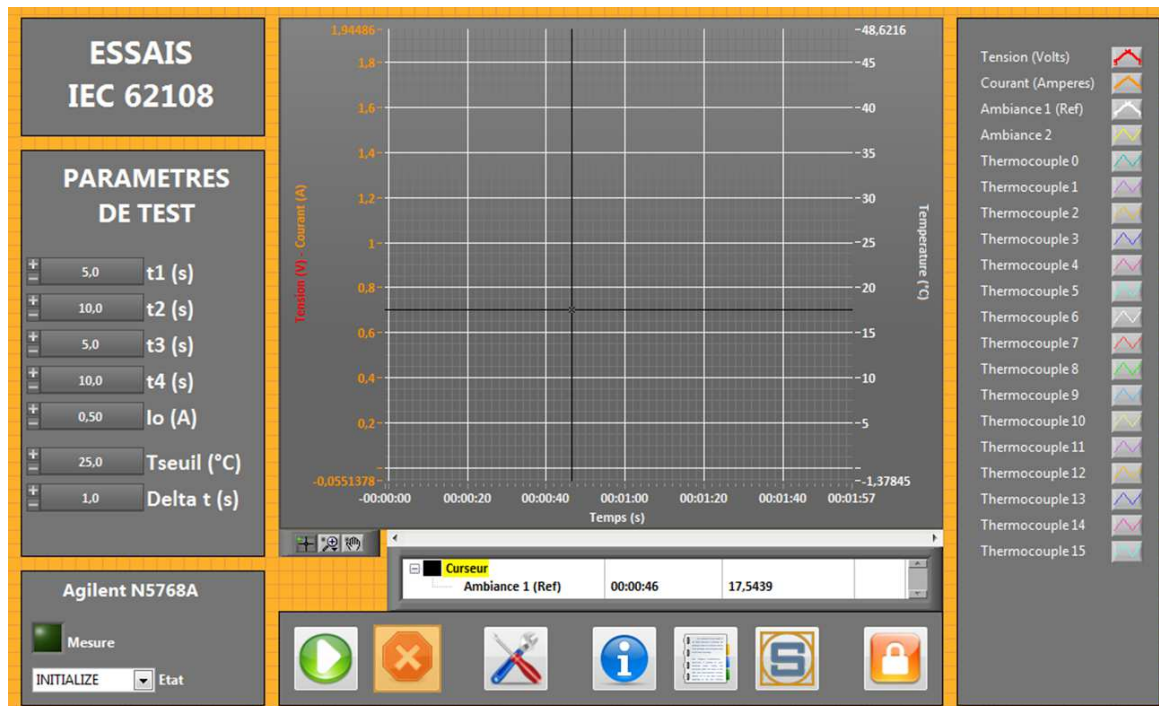 ESSAIS
IEC 62108
PARAMETRES
DE TEST
5,0 t1 (s)
10,0 t2 (s)
5,0 t3 (s)
10,0 t4 (s)
0,50 Io (A)
25,0 Tseuil (°C)
1,0 Delta t (s)
Agilent N5768A
Mesure
INITIALIZE Etat
1,94486
1,8
1,6
1,4
1,2
1
0,8
0,6
0,4
0,2
-0,0551378
Tension (V) - Courant (A)
48,6216
45
40
35
30
25
20
15
10
5
-1,37845
Temperature (°C)
-00:00:00 00:00:20 00:00:40 00:01:00 00:01:20 00:01:40 00:01:57
Temps (s)
Curseur
Ambiance 1 (Ref) 00:00:46 17,5439
Tension (Volts)
Courant (Amperes)
Ambiance 1 (Ref)
Ambiance 2
Thermocouple 0
Thermocouple 1
Thermocouple 2
Thermocouple 3
Thermocouple 4
Thermocouple 5
Thermocouple 6
Thermocouple 7
Thermocouple 8
Thermocouple 9
Thermocouple 10
Thermocouple 11
Thermocouple 12
Thermocouple 13
Thermocouple 14
Thermocouple 15